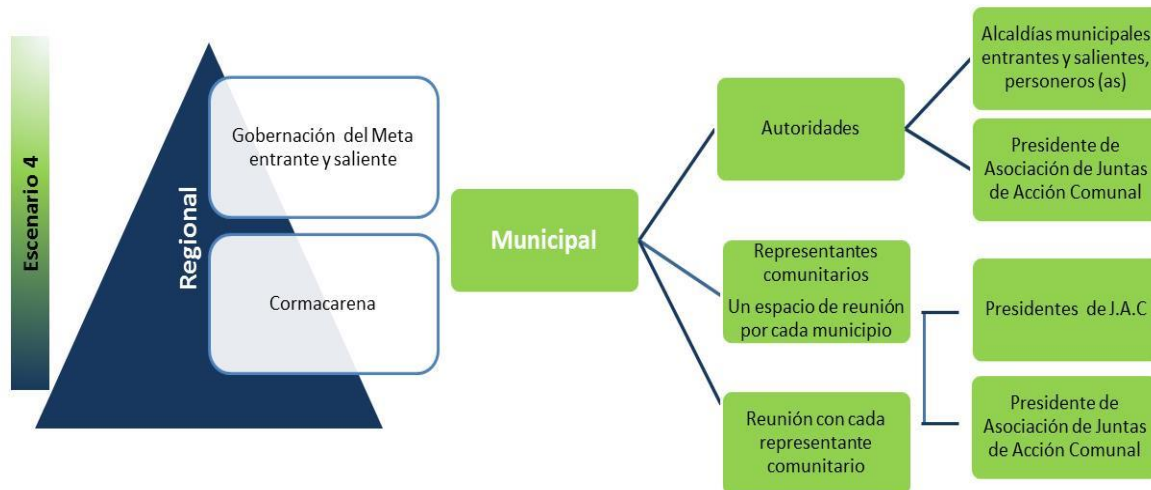 Escenario 4
Regional
Gobernación del Meta
entrante y saliente
Cormacarena
Municipal
Autoridades
Alcaldías municipales
entrantes y salientes,
personeros (as)
Presidente de
Asociación de Juntas
de Acción Comunal
Representantes
comunitarios
Un espacio de reunión
por cada municipio
Reunión con cada
representante
comunitario
Presidentes de J.A.C
Presidente de
Asociación de Juntas
de Acción Comunal